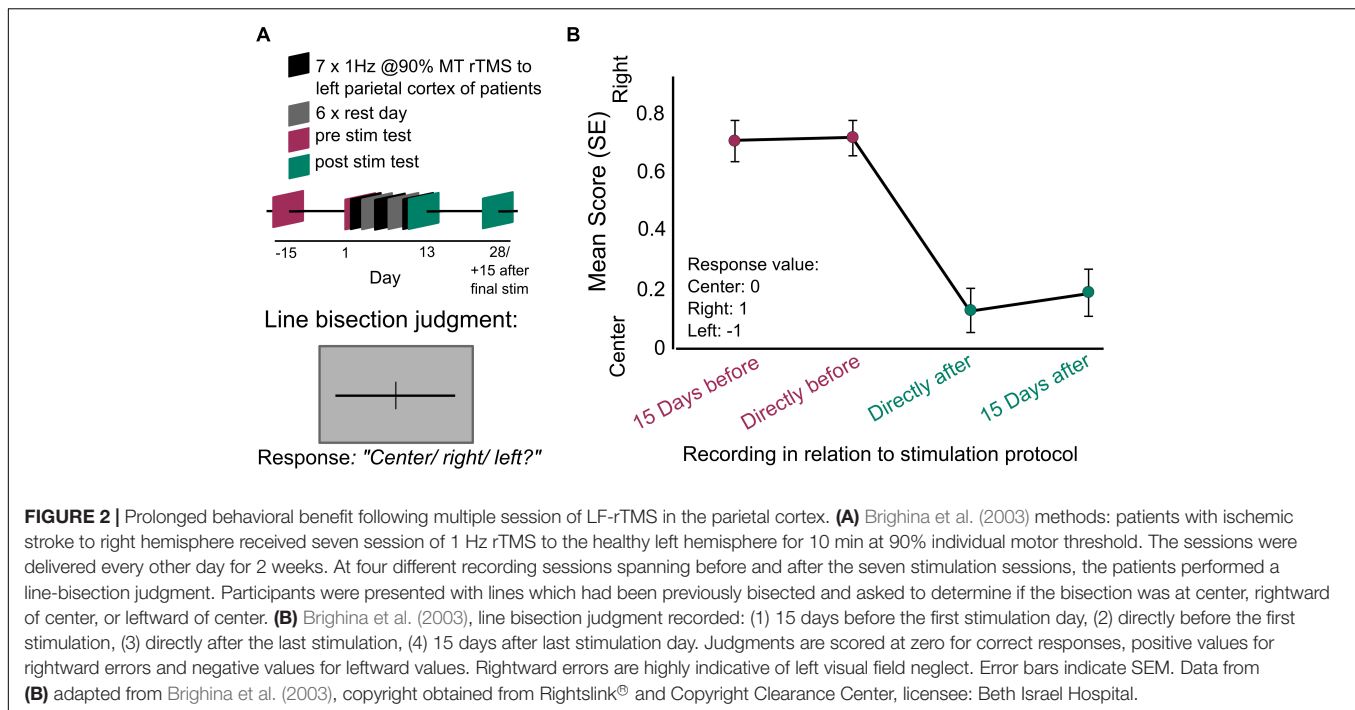 A
7 x 1Hz @90% MT rTMS to
left parietal cortex of patients
6 x rest day
pre stim test
post stim test
-15
1
13
28/
+15 after
final stim
Day
Line bisection judgment:
Response: "Center/ right/ left?"
B
Right
Mean Score (SE)
Center
0.8
0.6
0.4
0.2
0
Response value:
Center: 0
Right: 1
Left: -1
15 Days before
Directly before
Directly after
15 Days after
Recording in relation to stimulation protocol
FIGURE 2 | Prolonged behavioral benefit following multiple session of LF-rTMS in the parietal cortex. (A) Brighina et al. (2003) methods: patients with ischemic
stroke to right hemisphere received seven session of 1 Hz rTMS to the healthy left hemisphere for 10 min at 90% individual motor threshold. The sessions were
delivered every other day for 2 weeks. At four different recording sessions spanning before and after the seven stimulation sessions, the patients performed a
line-bisection judgment. Participants were presented with lines which had been previously bisected and asked to determine if the bisection was at center, rightward
of center, or leftward of center. (B) Brighina et al. (2003), line bisection judgment recorded: (1) 15 days before the first stimulation day, (2) directly before the first
stimulation, (3) directly after the last stimulation, (4) 15 days after last stimulation day. Judgments are scored at zero for correct responses, positive values for
rightward errors and negative values for leftward values. Rightward errors are highly indicative of left visual field neglect. Error bars indicate SEM. Data from
(B) adapted from Brighina et al. (2003), copyright obtained from Rightslink® and Copyright Clearance Center, licensee: Beth Israel Hospital.